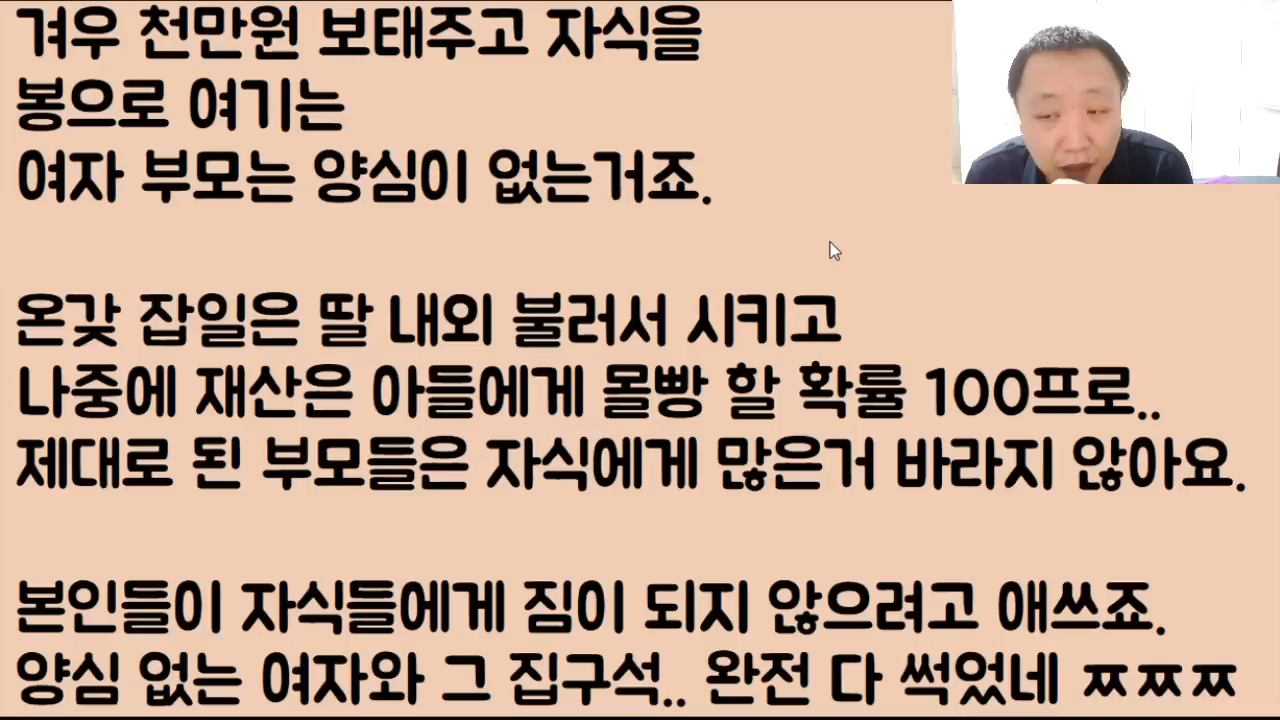 겨우 천만원 보태주고 자식을
봉으로 여기는
여자 부모는 양심이 없는거죠.
온갖 잡일은 딸 내외 불러서 시키고
나중에 재산은 아들에게 몰빵 할 확률 100프로..
제대로 된 부모들은 자식에게 많은거 바라지 않아요.
본인들이 자식들에게 짐이 되지 않으려고 애쓰죠.
양심 없는 여자와 그 집구석.. 완전 다 썩었네 ㅉㅉㅉ